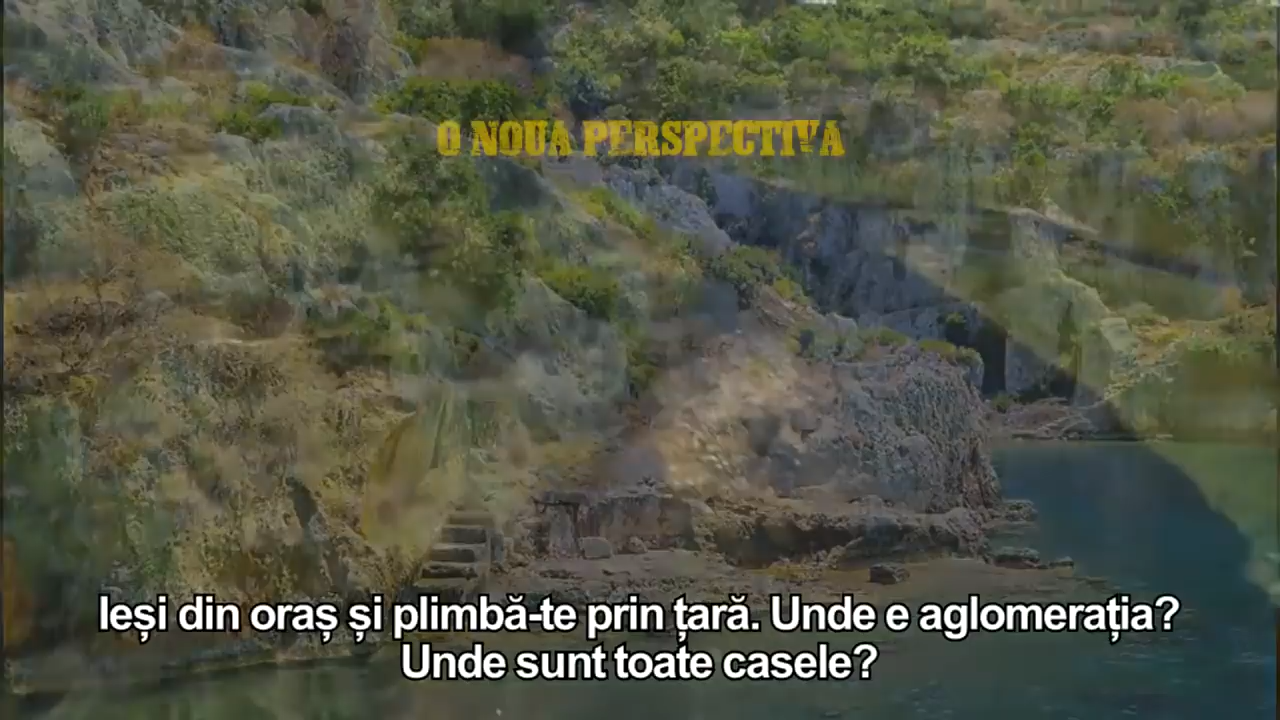 O NOUA PERSPECTIVA
Ieși din oraș și plimbă-te prin țară. Unde e aglomerația?
Unde sunt toate casele?